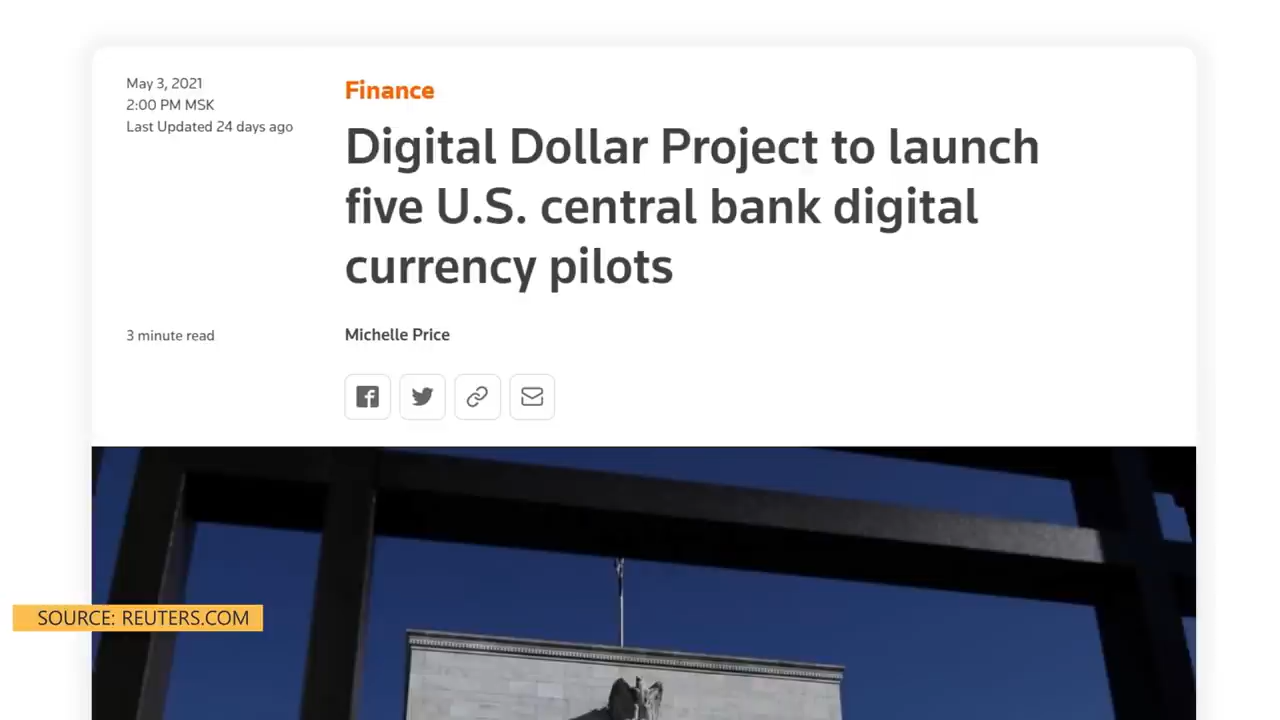 May 3, 2021
2:00 PM MSK
Last Updated 24 days ago
Finance
Digital Dollar Project to launch
five U.S. central bank digital
currency pilots
3 minute read
Michelle Price
SOURCE: REUTERS.COM